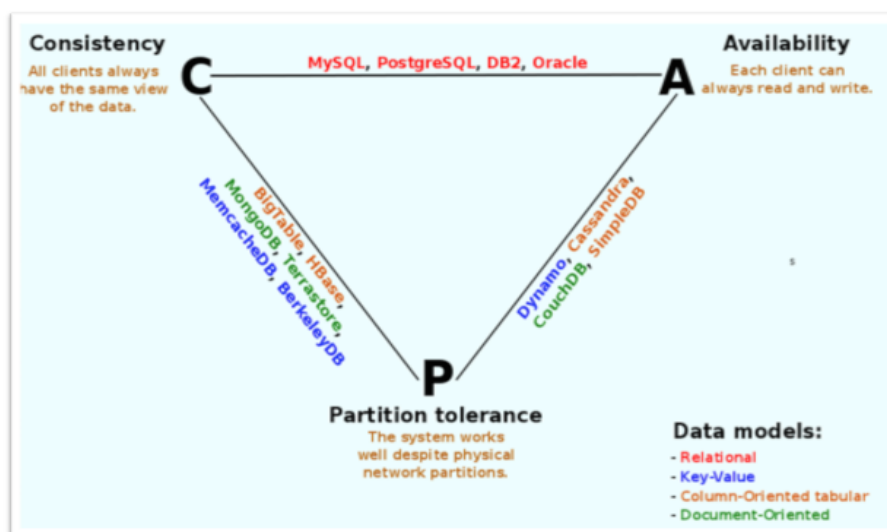 Consistency
All clients always
have the same view
of the data.
C
MySQL, PostgreSQL, DB2, Oracle
A
Availability
Each client can
always read and write.
BigTable, HBase,
MongoDB, Terrastore,
MemcacheDB, BerkeleyDB
Dynamo, Cassandra,
CouchDB, SimpleDB
s
P
Partition tolerance
The system works
well despite physical
network partitions.
Data models:
- Relational
- Key-Value
- Column-Oriented tabular
- Document-Oriented